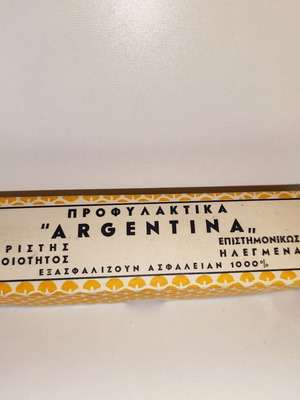 ΠΡΟΦΥΛΑΚΤΙΚΑ
"ARGENTINA"
ΡΙΣΤΗΣ ΕΠΙΣΤΗΜΟΝΙΚΩΣ
ΟΙΟΤΗΤΟΣ ΗΛΕΓΜΕΝΑ
ΕΞΑΣΦΑΛΙΖΟΥΝ ΑΣΦΑΛΕΙΑΝ 1000%